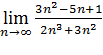 lim n→∞ (3n² − 5n + 1)/(2n³ + 3n²)